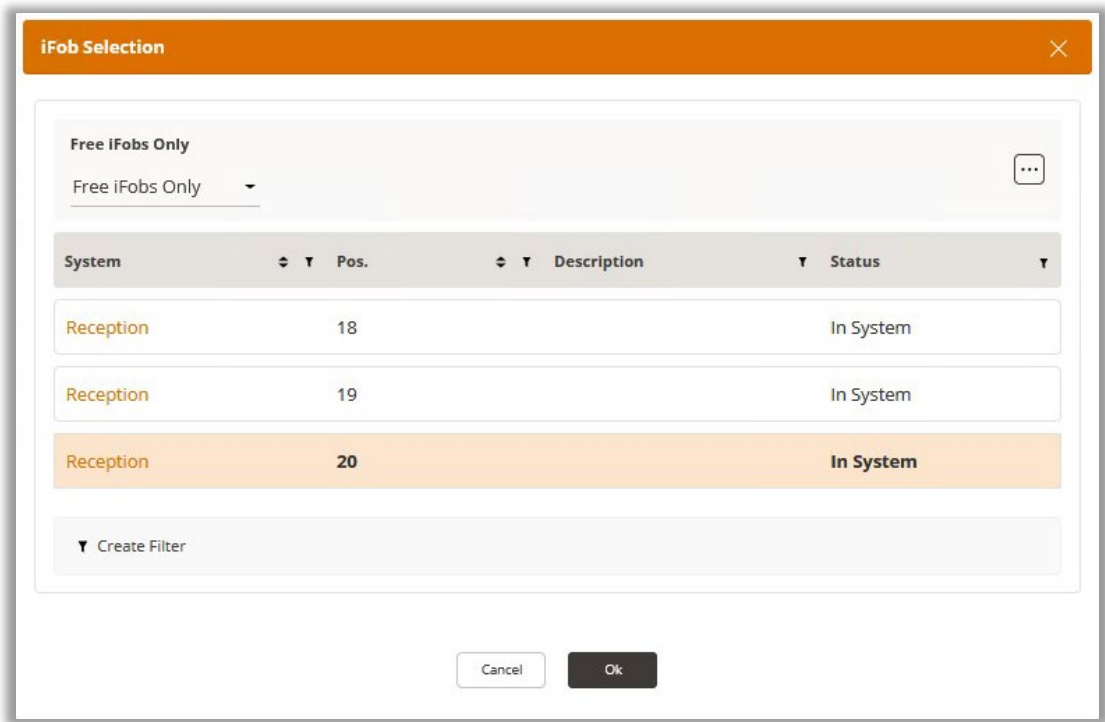 iFob Selection
Free iFobs Only
Free iFobs Only
System Pos. Description Status
Reception 18 In System
Reception 19 In System
Reception 20 In System
Create Filter
Cancel Ok